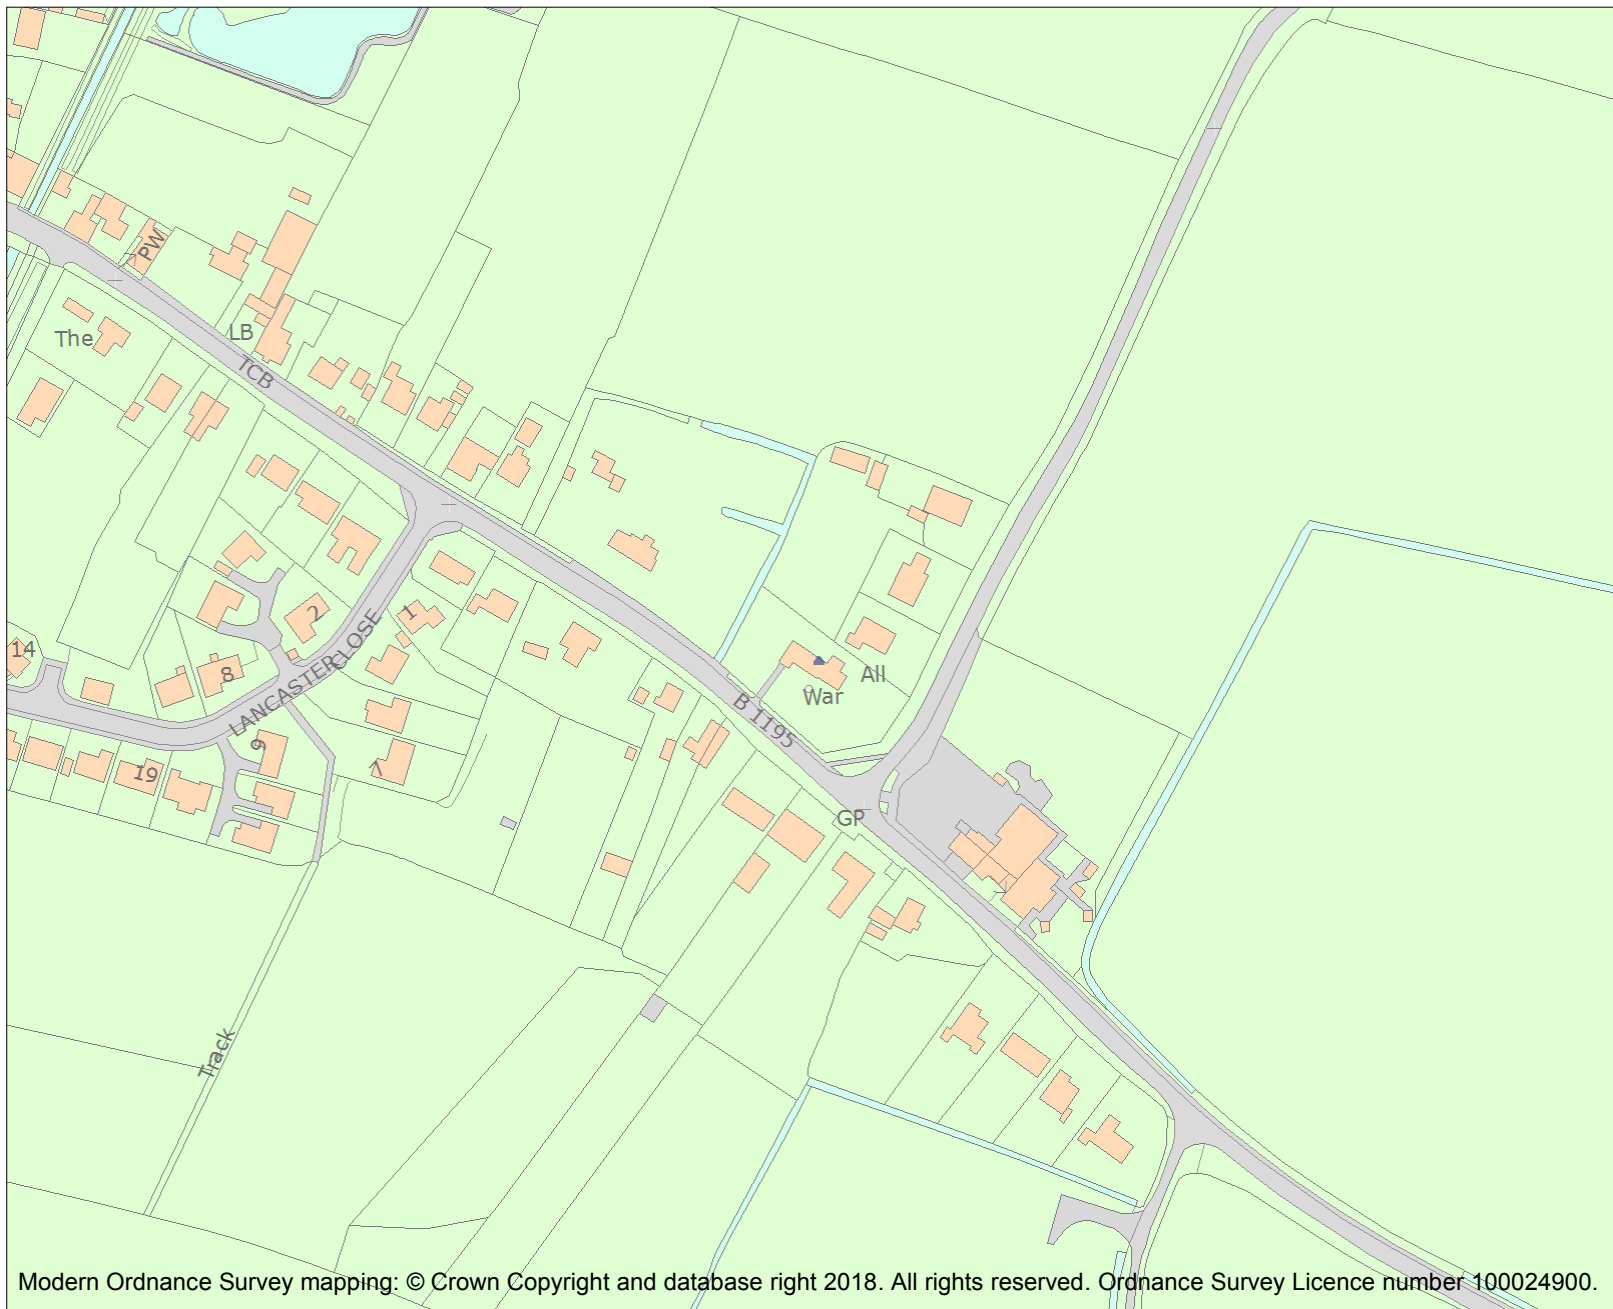 PW
LB
The
TCB
14
2
1
LANCASTER CLOSE
8
9
7
19
All
War
B 1195
GP
Track
Modern Ordnance Survey mapping: © Crown Copyright and database right 2018. All rights reserved. Ordnance Survey Licence number 100024900.